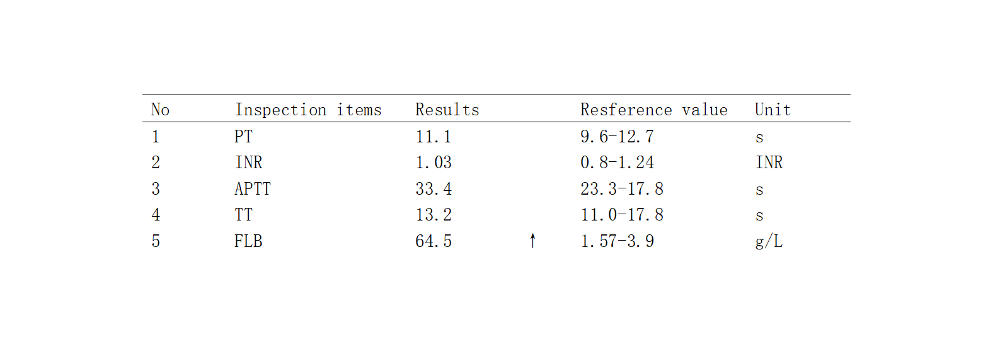 No Inspection items Results Resference value Unit
1 PT 11.1 9.6-12.7 s
2 INR 1.03 0.8-1.24 INR
3 APTT 33.4 23.3-17.8 s
4 TT 13.2 11.0-17.8 s
5 FLB 64.5 ↑ 1.57-3.9 g/L